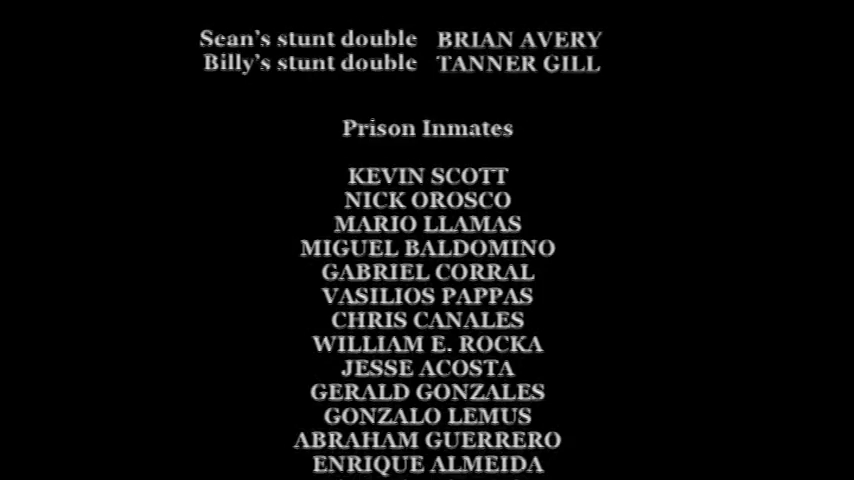 Sean's stunt double BRIAN AVERY
Billy's stunt double TANNER GILL
Prison Inmates
KEVIN SCOTT
NICK OROSCO
MARIO LLAMAS
MIGUEL BALDOMINO
GABRIEL CORRAL
VASILIOS PAPPAS
CHRIS CANALES
WILLIAM E. ROCKA
JESSE ACOSTA
GERALD GONZALES
GONZALO LEMUS
ABRAHAM GUERRERO
ENRIQUE ALMEIDA